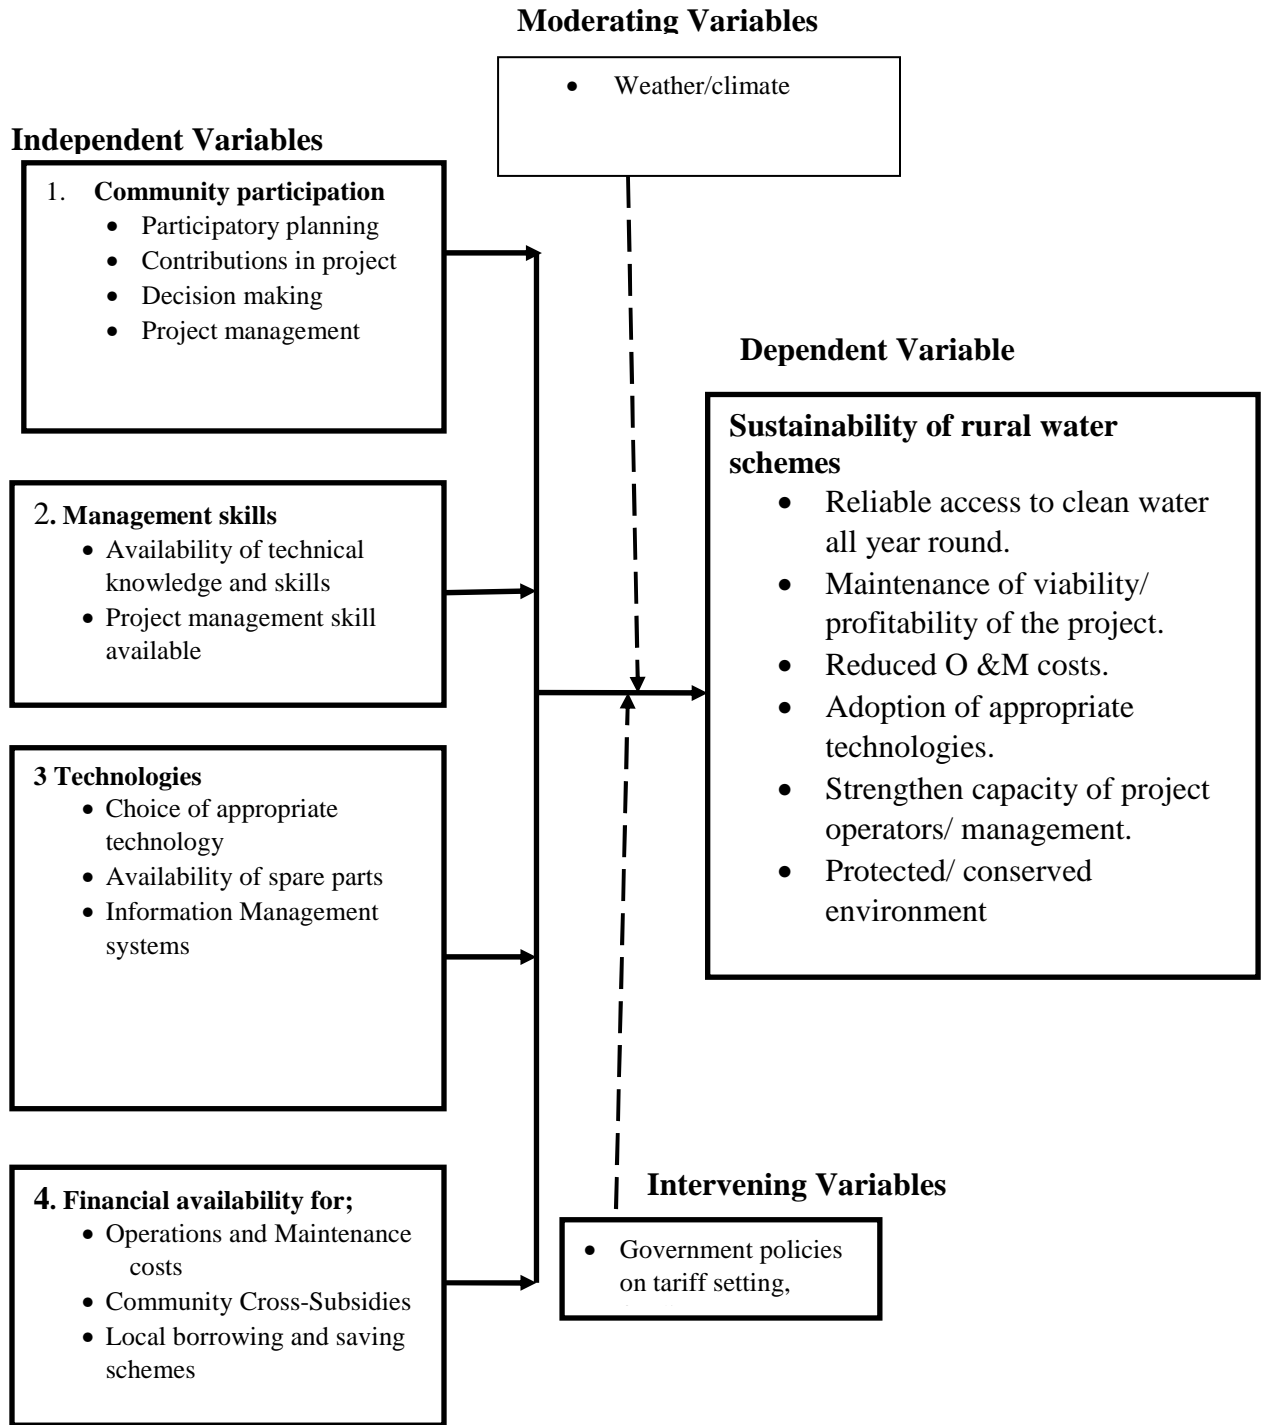 Moderating Variables
• Weather/climate
Independent Variables
1. Community participation
• Participatory planning
• Contributions in project
• Decision making
• Project management
2. Management skills
• Availability of technical
knowledge and skills
• Project management skill
available
3 Technologies
• Choice of appropriate
technology
• Availability of spare parts
• Information Management
systems
4. Financial availability for;
• Operations and Maintenance
costs
• Community Cross-Subsidies
• Local borrowing and saving
schemes
Dependent Variable
Sustainability of rural water
schemes
• Reliable access to clean water
all year round.
• Maintenance of viability/
profitability of the project.
• Reduced O &M costs.
• Adoption of appropriate
technologies.
• Strengthen capacity of project
operators/ management.
• Protected/ conserved
environment
Intervening Variables
• Government policies
on tariff setting,